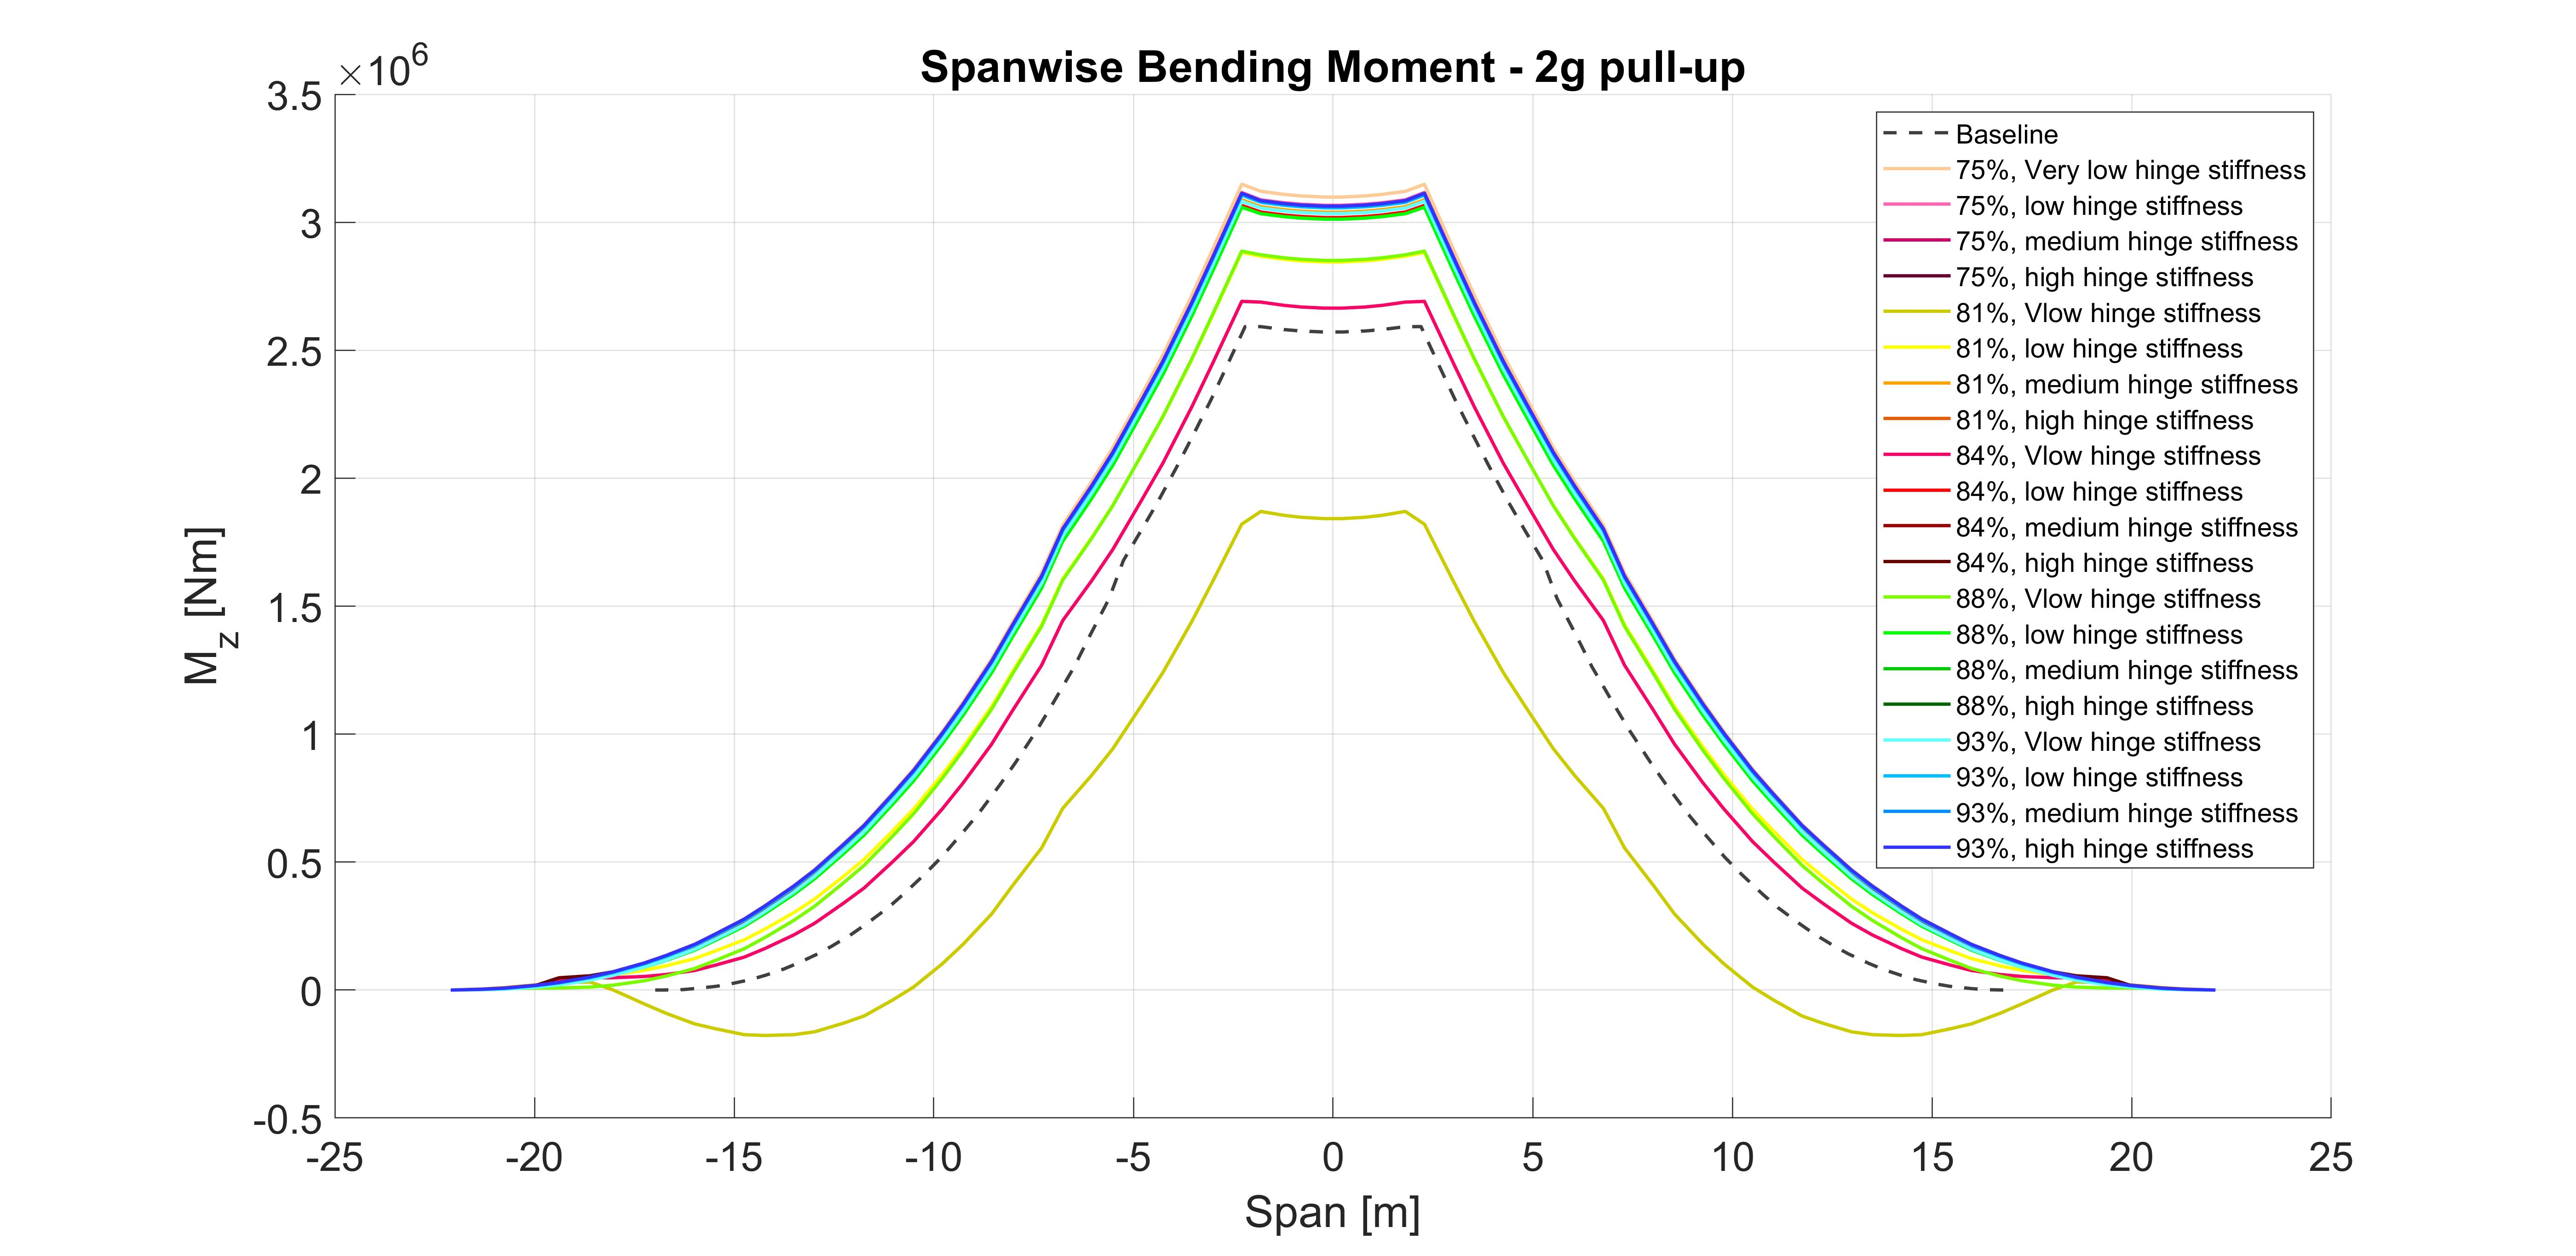 Spanwise Bending Moment - 2g pull-up
×10^6
3.5
3
2.5
2
1.5
1
0.5
0
-0.5
M_z [Nm]
-25 -20 -15 -10 -5 0 5 10 15 20 25
Span [m]
Baseline
75%, Very low hinge stiffness
75%, low hinge stiffness
75%, medium hinge stiffness
75%, high hinge stiffness
81%, Vlow hinge stiffness
81%, low hinge stiffness
81%, medium hinge stiffness
81%, high hinge stiffness
84%, Vlow hinge stiffness
84%, low hinge stiffness
84%, medium hinge stiffness
84%, high hinge stiffness
88%, Vlow hinge stiffness
88%, low hinge stiffness
88%, medium hinge stiffness
88%, high hinge stiffness
93%, Vlow hinge stiffness
93%, low hinge stiffness
93%, medium hinge stiffness
93%, high hinge stiffness